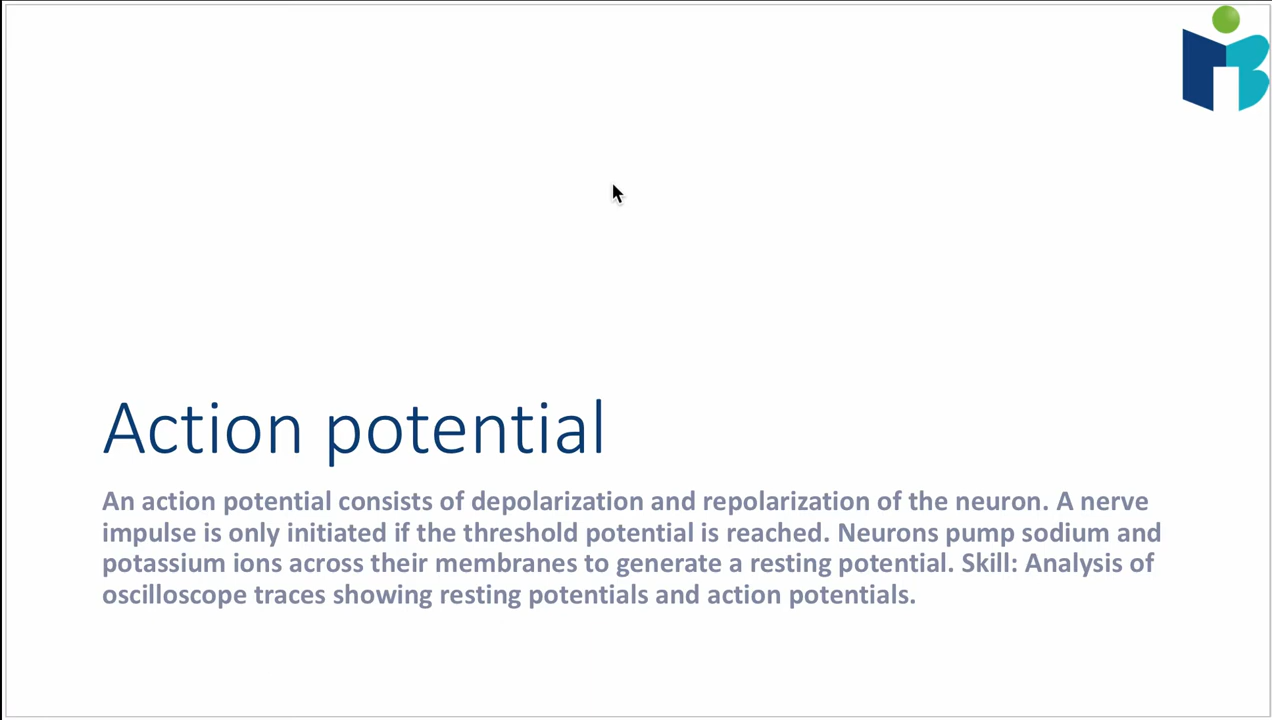 Action potential
An action potential consists of depolarization and repolarization of the neuron. A nerve
impulse is only initiated if the threshold potential is reached. Neurons pump sodium and
potassium ions across their membranes to generate a resting potential. Skill: Analysis of
oscilloscope traces showing resting potentials and action potentials.